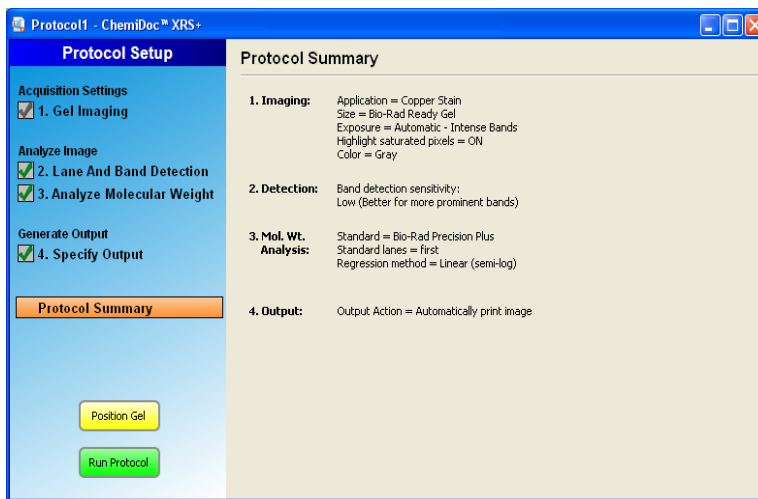 Protocol1 - ChemiDoc™ XRS+
Protocol Setup
Acquisition Settings
1. Gel Imaging
Analyze Image
2. Lane And Band Detection
3. Analyze Molecular Weight
Generate Output
4. Specify Output
Protocol Summary
Position Gel
Run Protocol
Protocol Summary
1. Imaging: Application = Copper Stain
Size = Bio-Rad Ready Gel
Exposure = Automatic - Intense Bands
Highlight saturated pixels = ON
Color = Gray
2. Detection: Band detection sensitivity:
Low (Better for more prominent bands)
3. Mol. Wt. Standard = Bio-Rad Precision Plus
Analysis: Standard lanes = first
Regression method = Linear (semi-log)
4. Output: Output Action = Automatically print image